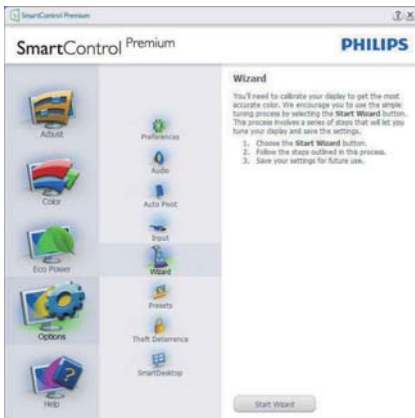 SmartControl Premium
SmartControl Premium
PHILIPS
Adjust
Color
Eco Power
Options
Help
Preferences
Audio
Auto Pivot
Input
Wizard
Presets
Theft Deterrence
SmartDesktop
Wizard
You'll need to calibrate your display to get the most
accurate color. We encourage you to use the simple
tuning process by selecting the Start Wizard button.
This process involves a series of steps that will let you
tune your display and save the settings.
1. Choose the Start Wizard button.
2. Follow the steps outlined in this process.
3. Save your settings for future use.
Start Wizard